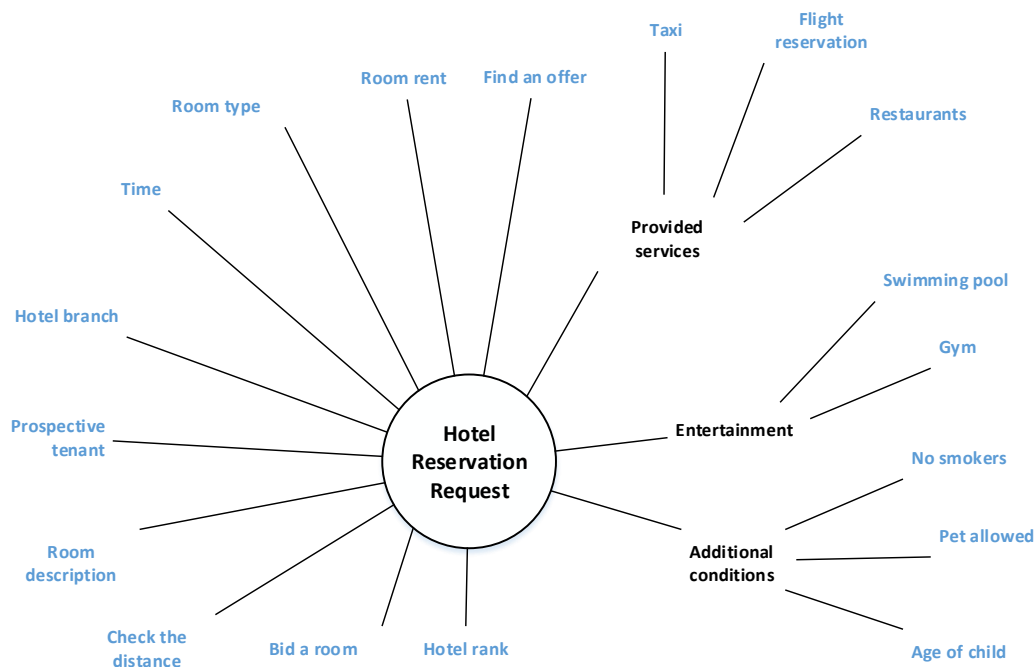 Taxi
Flight
reservation
Room rent
Find an offer
Room type
Restaurants
Time
Provided
services
Swimming pool
Hotel branch
Gym
Prospective
tenant
Hotel
Reservation
Request
Entertainment
No smokers
Room
description
Additional
conditions
Pet allowed
Check the
distance
Bid a room
Hotel rank
Age of child